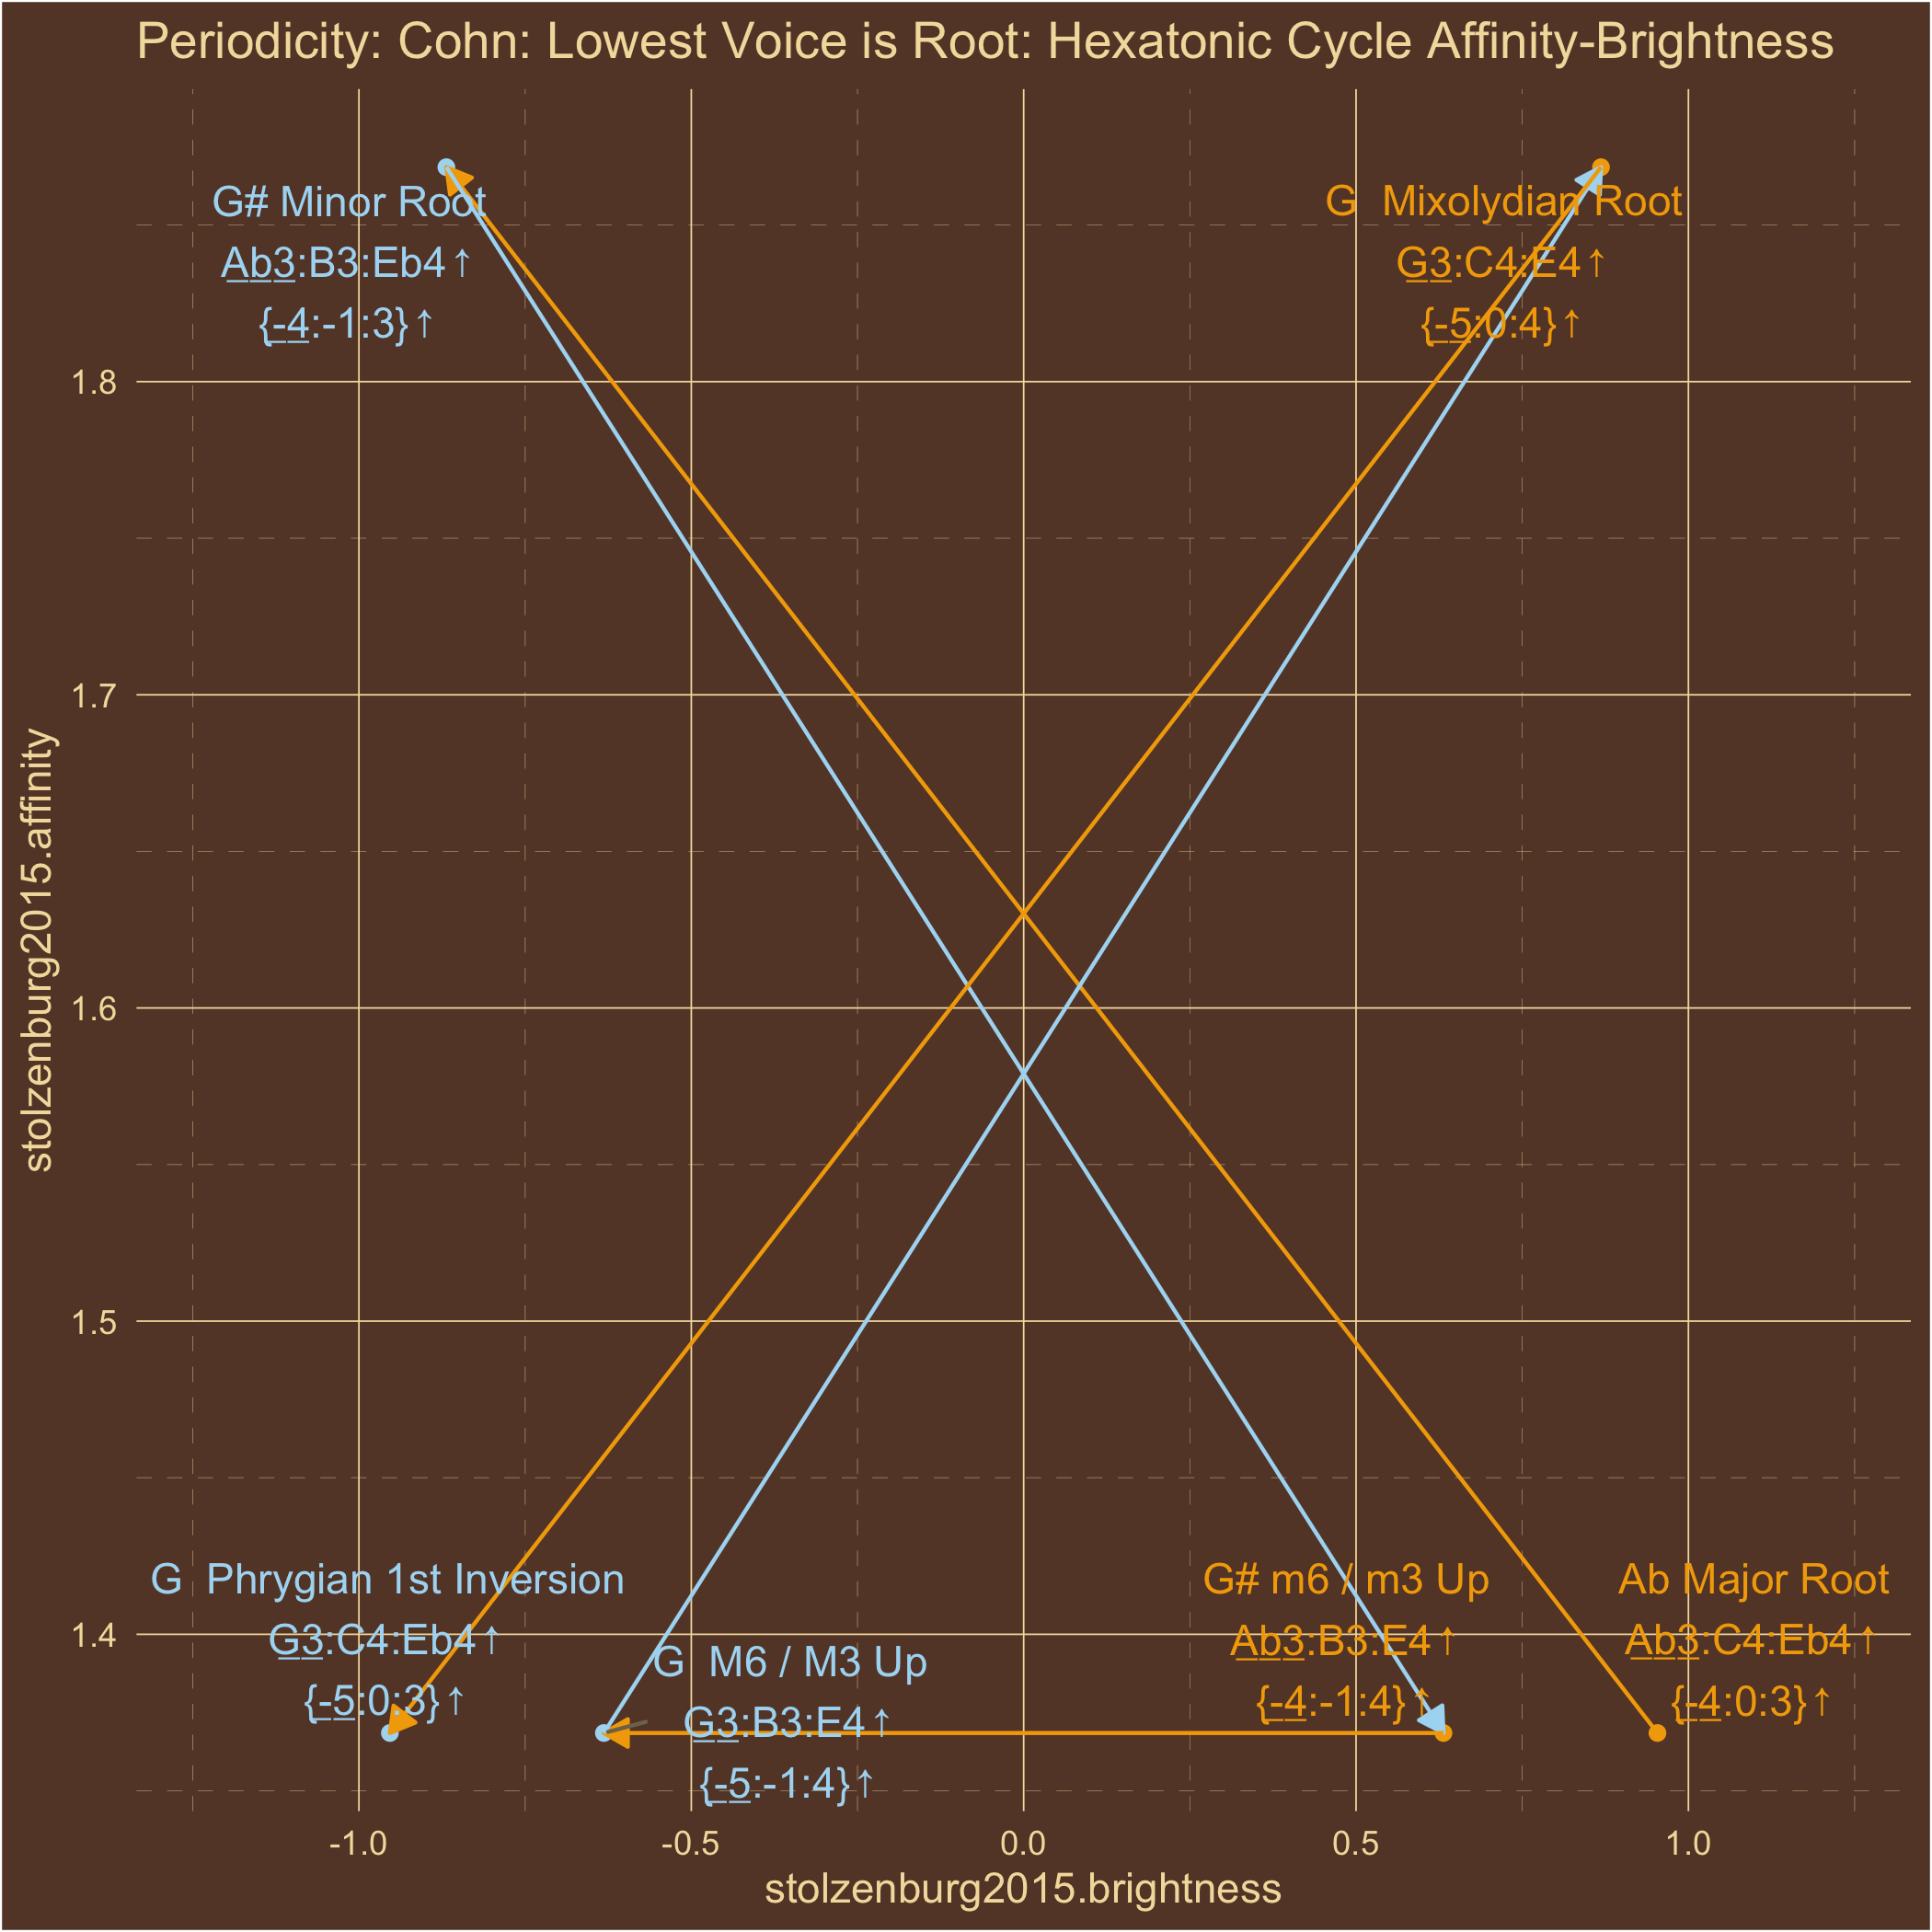 Periodicity: Cohn: Lowest Voice is Root: Hexatonic Cycle Affinity-Brightness
G# Minor Root
Ab3:B3:Eb4↑
{-4:-1:3}↑
G  Mixolydian Root
G3:C4:E4↑
{-5:0:4}↑
1.8
1.7
1.6
1.5
1.4
stolzenburg2015.affinity
G  Phrygian 1st Inversion
G3:C4:Eb4↑
{-5:0:3}↑
G  M6 / M3 Up
G3:B3:E4↑
{-5:-1:4}↑
G# m6 / m3 Up
Ab3:B3:E4↑
{-4:-1:4}↑
Ab Major Root
Ab3:C4:Eb4↑
{-4:0:3}↑
-1.0
-0.5
0.0
0.5
1.0
stolzenburg2015.brightness